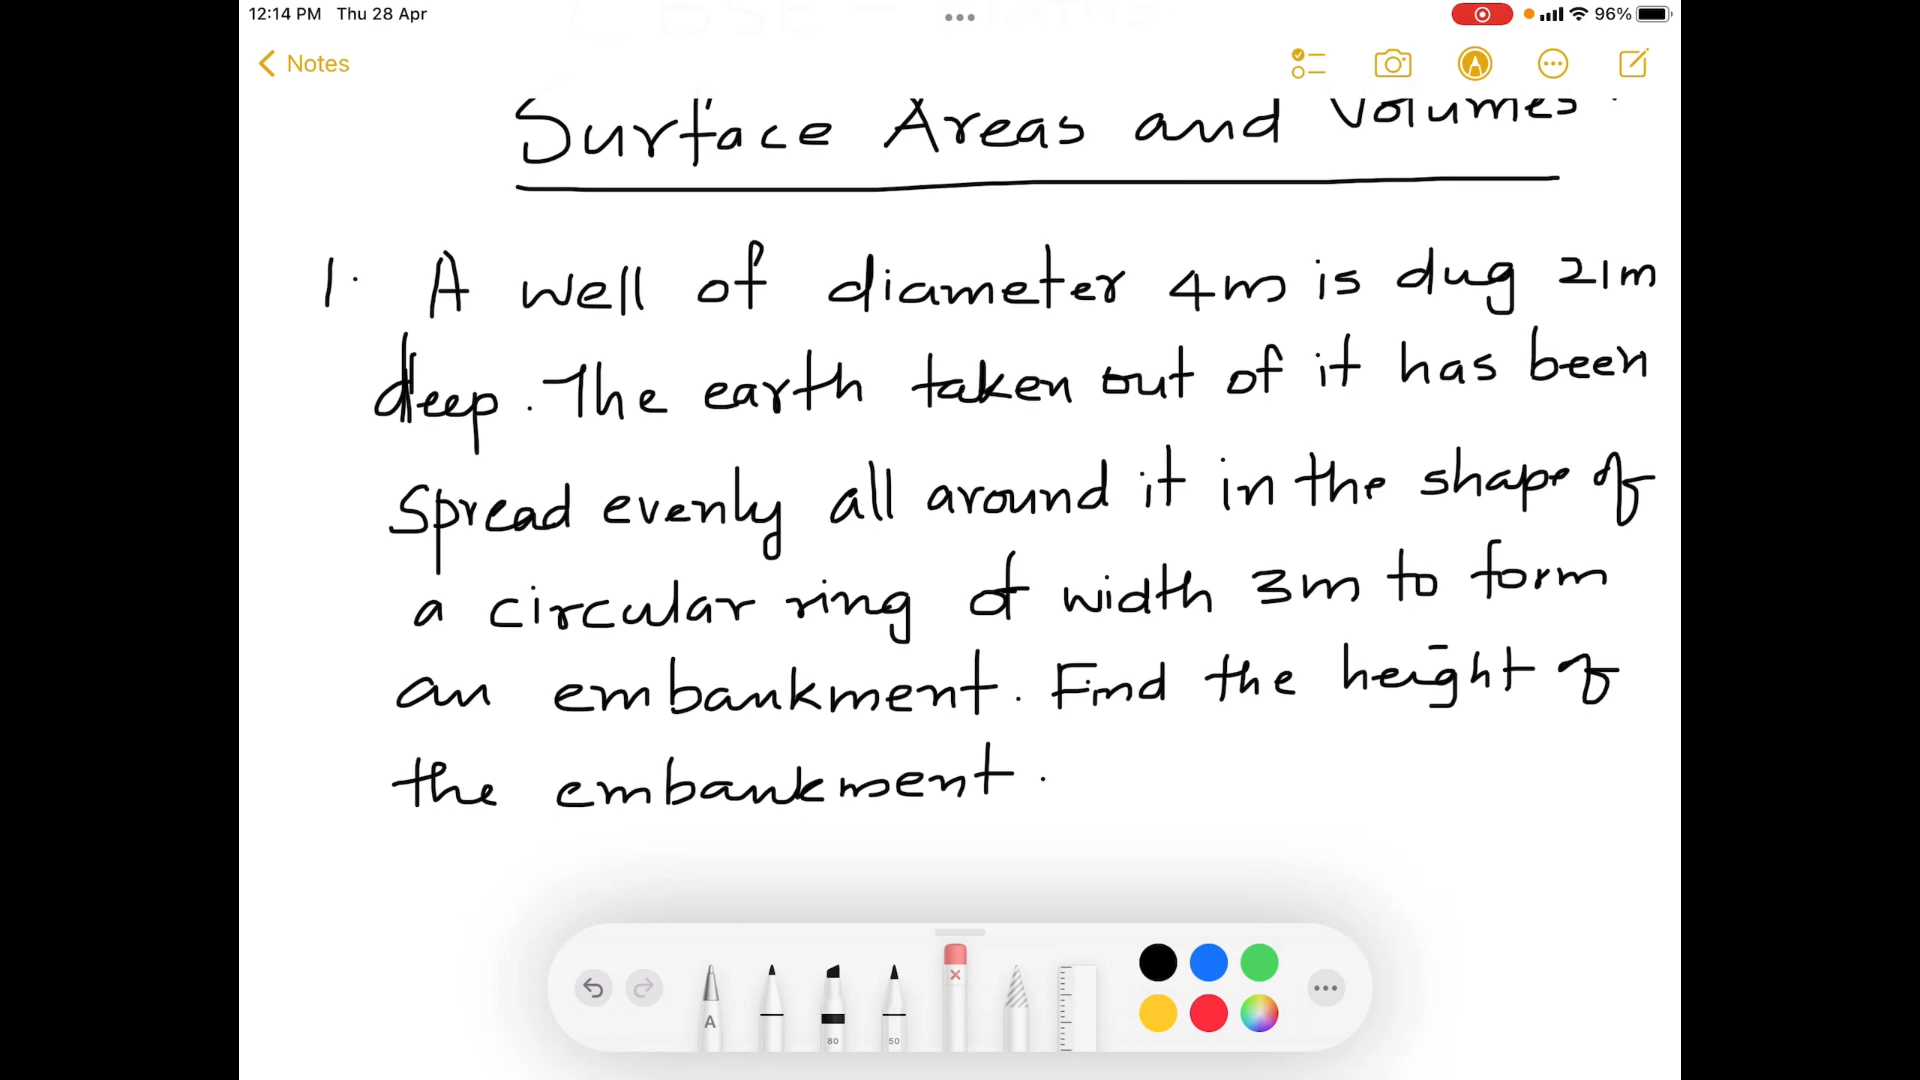 12:14 PM Thu 28 Apr
96%
Notes
Surface Areas and Volumes.
1. A well of diameter 4m is dug 21m
deep. The earth taken out of it has been
spread evenly all around it in the shape of
a circular ring of width 3m to form
an embankment. Find the height of
the embankment.
A
80
50